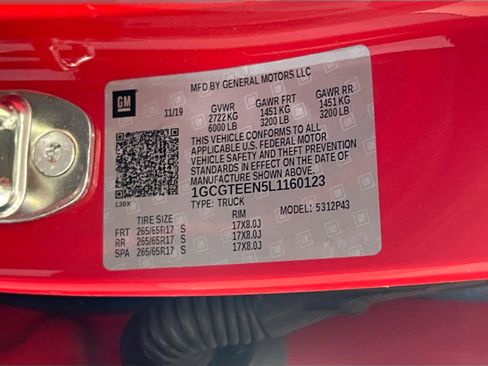 MFD BY GENERAL MOTORS LLC
GM
11/19
GVWR GAWR FRT GAWR RR
2722 KG 1451 KG 1451 KG
6000 LB 3200 LB 3200 LB
THIS VEHICLE CONFORMS TO ALL
APPLICABLE U.S. FEDERAL MOTOR
VEHICLE SAFETY AND THEFT PREVENTION
STANDARDS IN EFFECT ON THE DATE OF
MANUFACTURE SHOWN ABOVE.
1GCGTEEN5L1160123
130X
TYPE: TRUCK MODEL: 5312P43
TIRE SIZE RIM
FRT 265/65R17 S 17X8.0J
RR 265/65R17 S 17X8.0J
SPA 265/65R17 S 17X8.0J